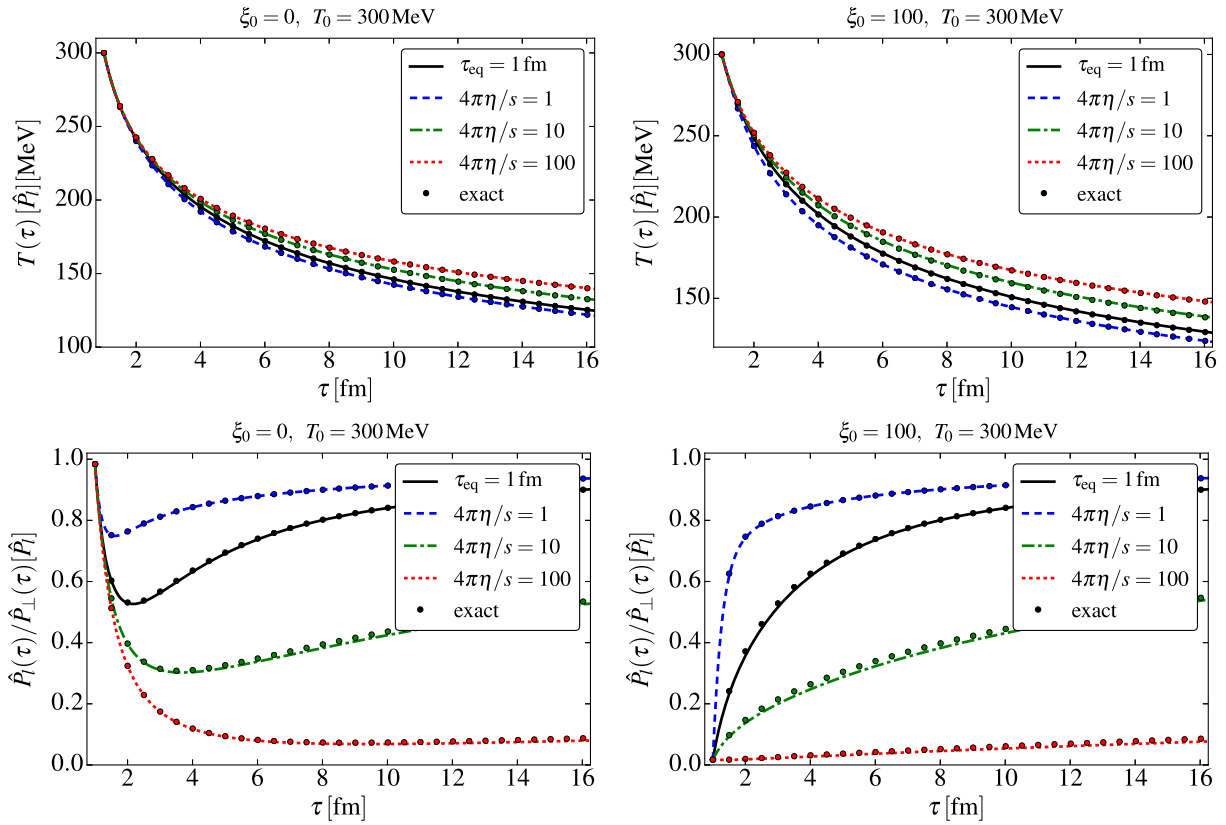 ξ₀ = 0, T₀ = 300 MeV
T(τ) [P̂ₗ][MeV]
300
250
200
150
100
τ_eq = 1 fm
4πη/s = 1
4πη/s = 10
4πη/s = 100
exact
2 4 6 8 10 12 14 16
τ [fm]
ξ₀ = 100, T₀ = 300 MeV
T(τ) [P̂ₗ][MeV]
300
250
200
150
τ_eq = 1 fm
4πη/s = 1
4πη/s = 10
4πη/s = 100
exact
2 4 6 8 10 12 14 16
τ [fm]
ξ₀ = 0, T₀ = 300 MeV
P̂ₗ(τ)/P̂⊥(τ) [P̂ₗ]
1.0
0.8
0.6
0.4
0.2
0.0
τ_eq = 1 fm
4πη/s = 1
4πη/s = 10
4πη/s = 100
exact
2 4 6 8 10 12 14 16
τ [fm]
ξ₀ = 100, T₀ = 300 MeV
P̂ₗ(τ)/P̂⊥(τ) [P̂ₗ]
1.0
0.8
0.6
0.4
0.2
0.0
τ_eq = 1 fm
4πη/s = 1
4πη/s = 10
4πη/s = 100
exact
2 4 6 8 10 12 14 16
τ [fm]